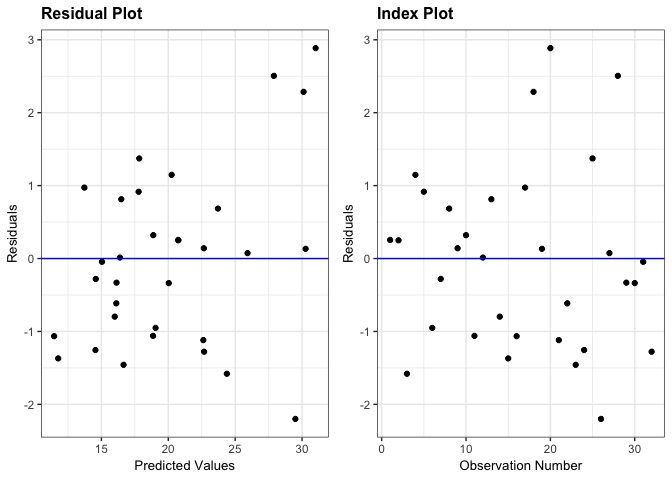 Residual Plot
3
2
1
0
-1
-2
Residuals
15 20 25 30
Predicted Values
Index Plot
3
2
1
0
-1
-2
Residuals
0 10 20 30
Observation Number